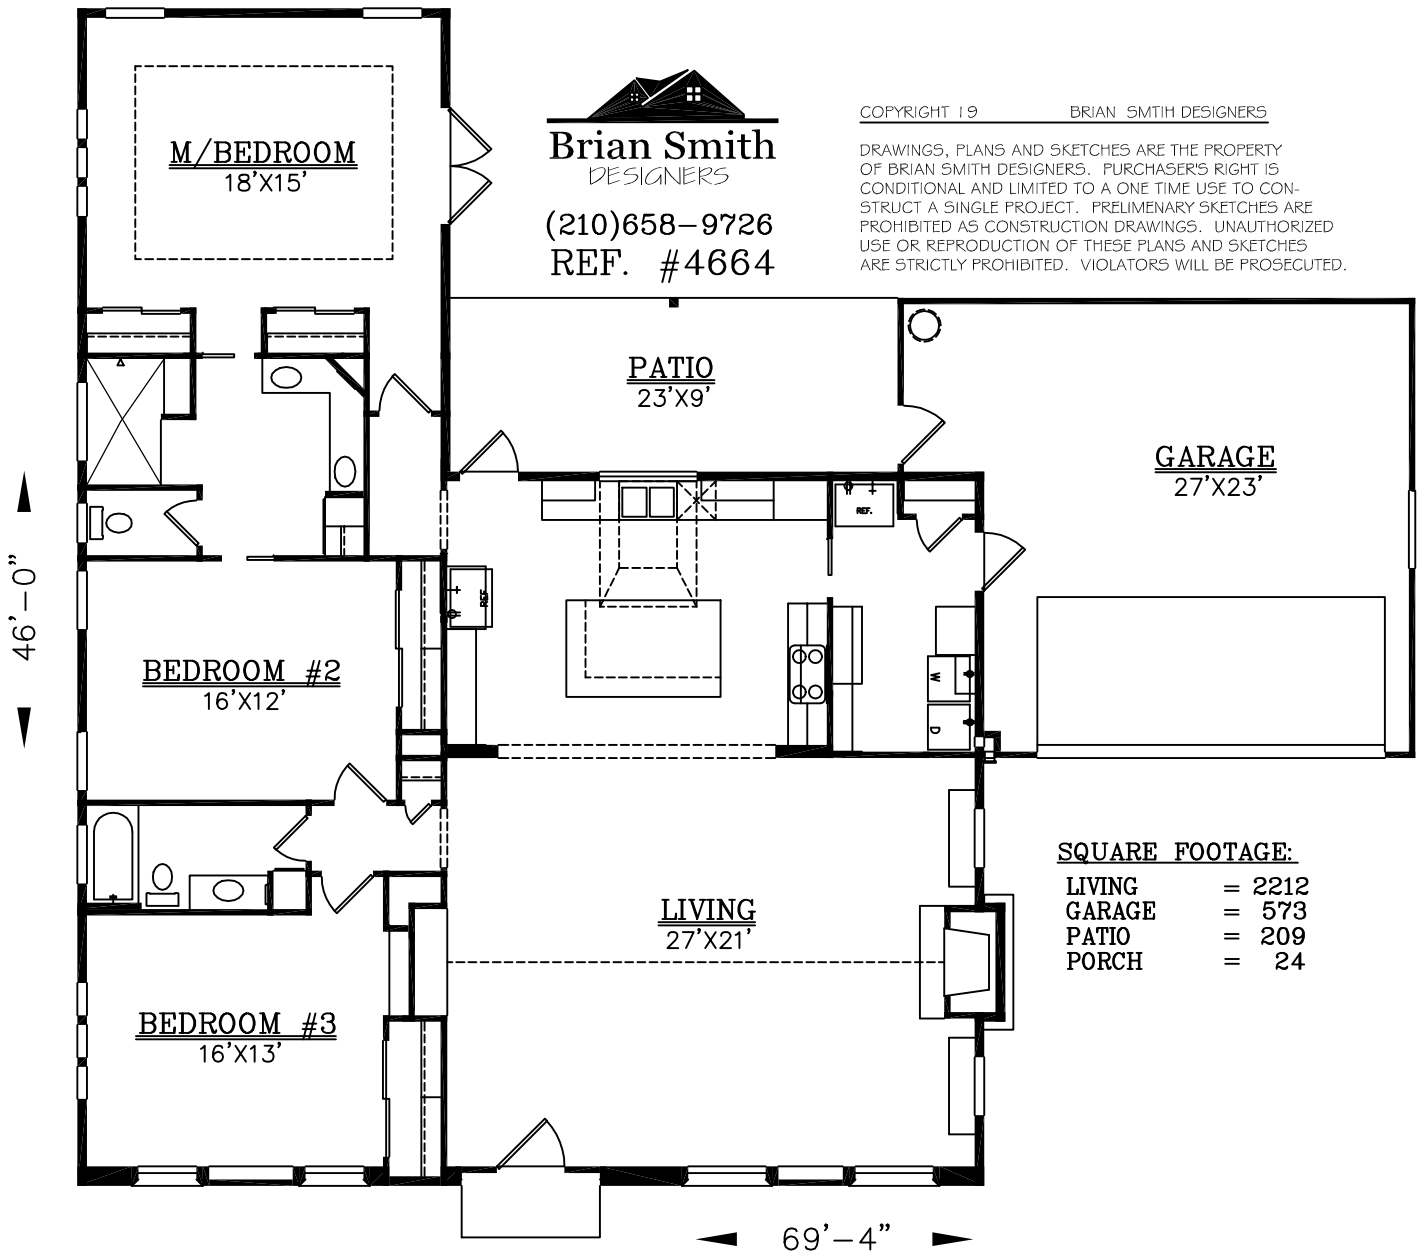 M/BEDROOM
18'X15'
Brian Smith
DESIGNERS
(210)658-9726
REF. #4664
COPYRIGHT 19 BRIAN SMTIH DESIGNERS
DRAWINGS, PLANS AND SKETCHES ARE THE PROPERTY
OF BRIAN SMITH DESIGNERS. PURCHASER'S RIGHT IS
CONDITIONAL AND LIMITED TO A ONE TIME USE TO CON-
STRUCT A SINGLE PROJECT. PRELIMENARY SKETCHES ARE
PROHIBITED AS CONSTRUCTION DRAWINGS. UNAUTHORIZED
USE OR REPRODUCTION OF THESE PLANS AND SKETCHES
ARE STRICTLY PROHIBITED. VIOLATORS WILL BE PROSECUTED.
PATIO
23'X9'
GARAGE
27'X23'
REF.
REF.
46'-0"
BEDROOM #2
16'X12'
W
D
SQUARE FOOTAGE:
LIVING = 2212
GARAGE = 573
PATIO = 209
PORCH = 24
LIVING
27'X21'
BEDROOM #3
16'X13'
69'-4"